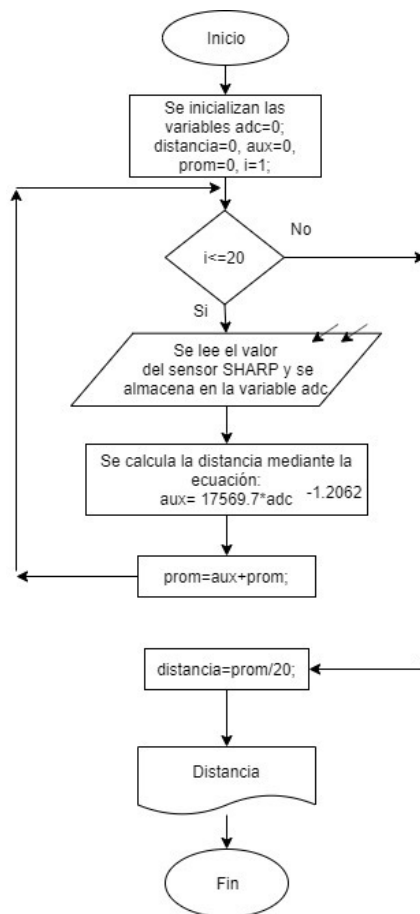 Inicio
Se inicializan las
variables adc=0;
distancia=0, aux=0,
prom=0, i=1;
i<=20
No
Si
Se lee el valor
del sensor SHARP y se
almacena en la variable adc
Se calcula la distancia mediante la
ecuación:
aux= 17569.7*adc -1.2062
prom=aux+prom;
distancia=prom/20;
Distancia
Fin